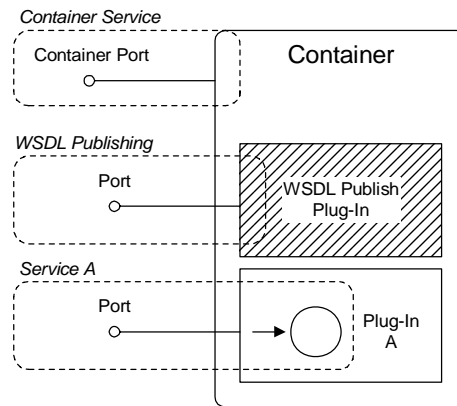 Container Service
Container Port
Container
WSDL Publishing
Port
WSDL Publish
Plug-In
Service A
Port
Plug-In
A